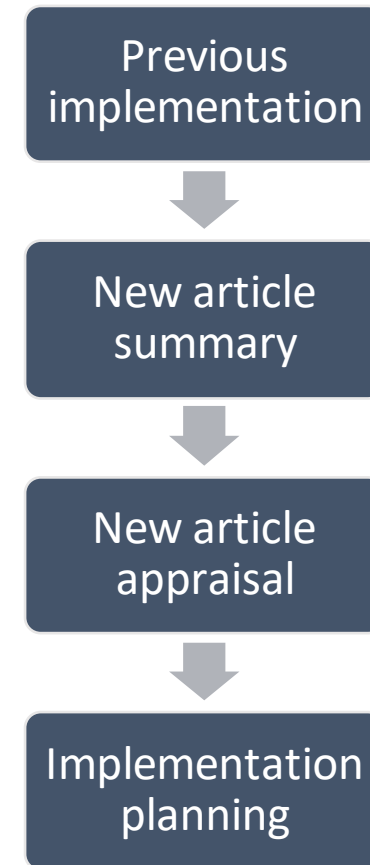 Previous
implementation
New article
summary
New article
appraisal
Implementation
planning